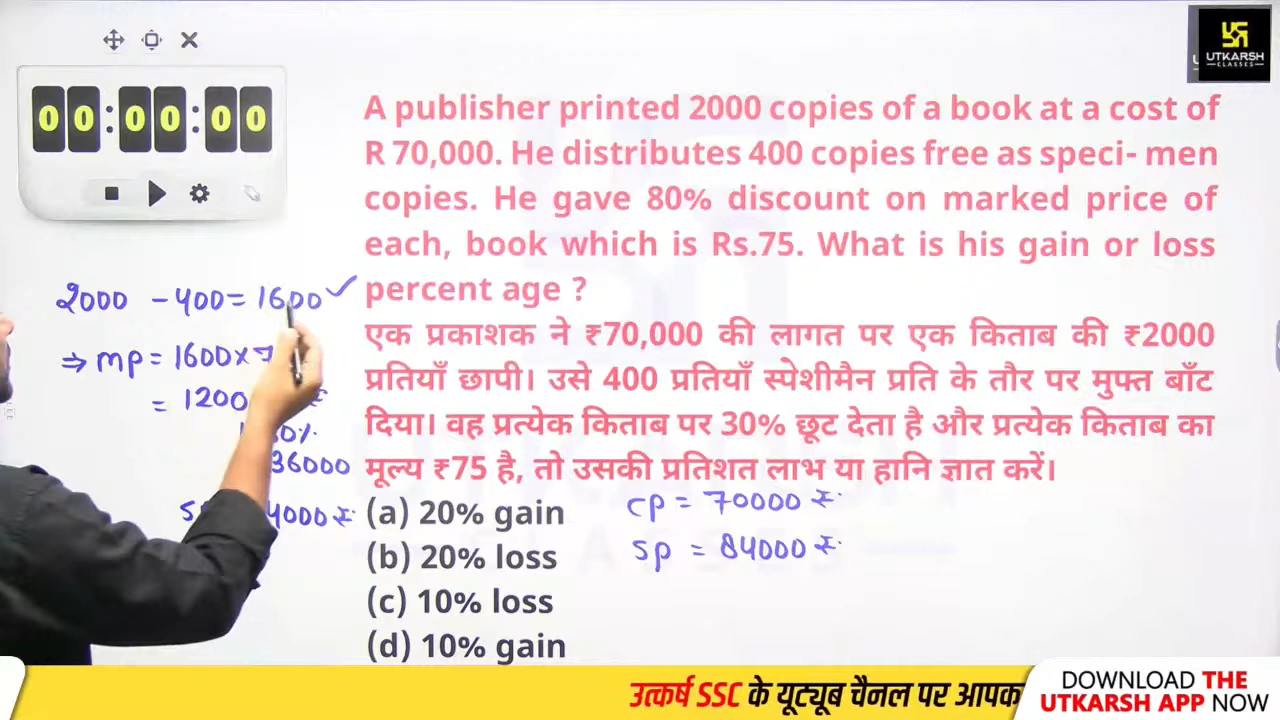 00:00:00
UTKARSH
CLASSES
A publisher printed 2000 copies of a book at a cost of
R 70,000. He distributes 400 copies free as speci- men
copies. He gave 80% discount on marked price of
each, book which is Rs.75. What is his gain or loss
percent age ?
एक प्रकाशक ने ₹70,000 की लागत पर एक किताब की ₹2000
प्रतियाँ छापी। उसे 400 प्रतियाँ स्पेशीमैन प्रति के तौर पर मुफ्त बाँट
दिया। वह प्रत्येक किताब पर 30% छूट देता है और प्रत्येक किताब का
मूल्य ₹75 है, तो उसकी प्रतिशत लाभ या हानि ज्ञात करें।
(a) 20% gain
(b) 20% loss
(c) 10% loss
(d) 10% gain
2000 - 400 = 1600 ✓
⇒ mp = 1600 x
= 1200
36000
4000 ₹
CP = 70000 ₹
SP = 84000 ₹
उत्कर्ष SSC के यूट्यूब चैनल पर आपक
DOWNLOAD THE
UTKARSH APP NOW